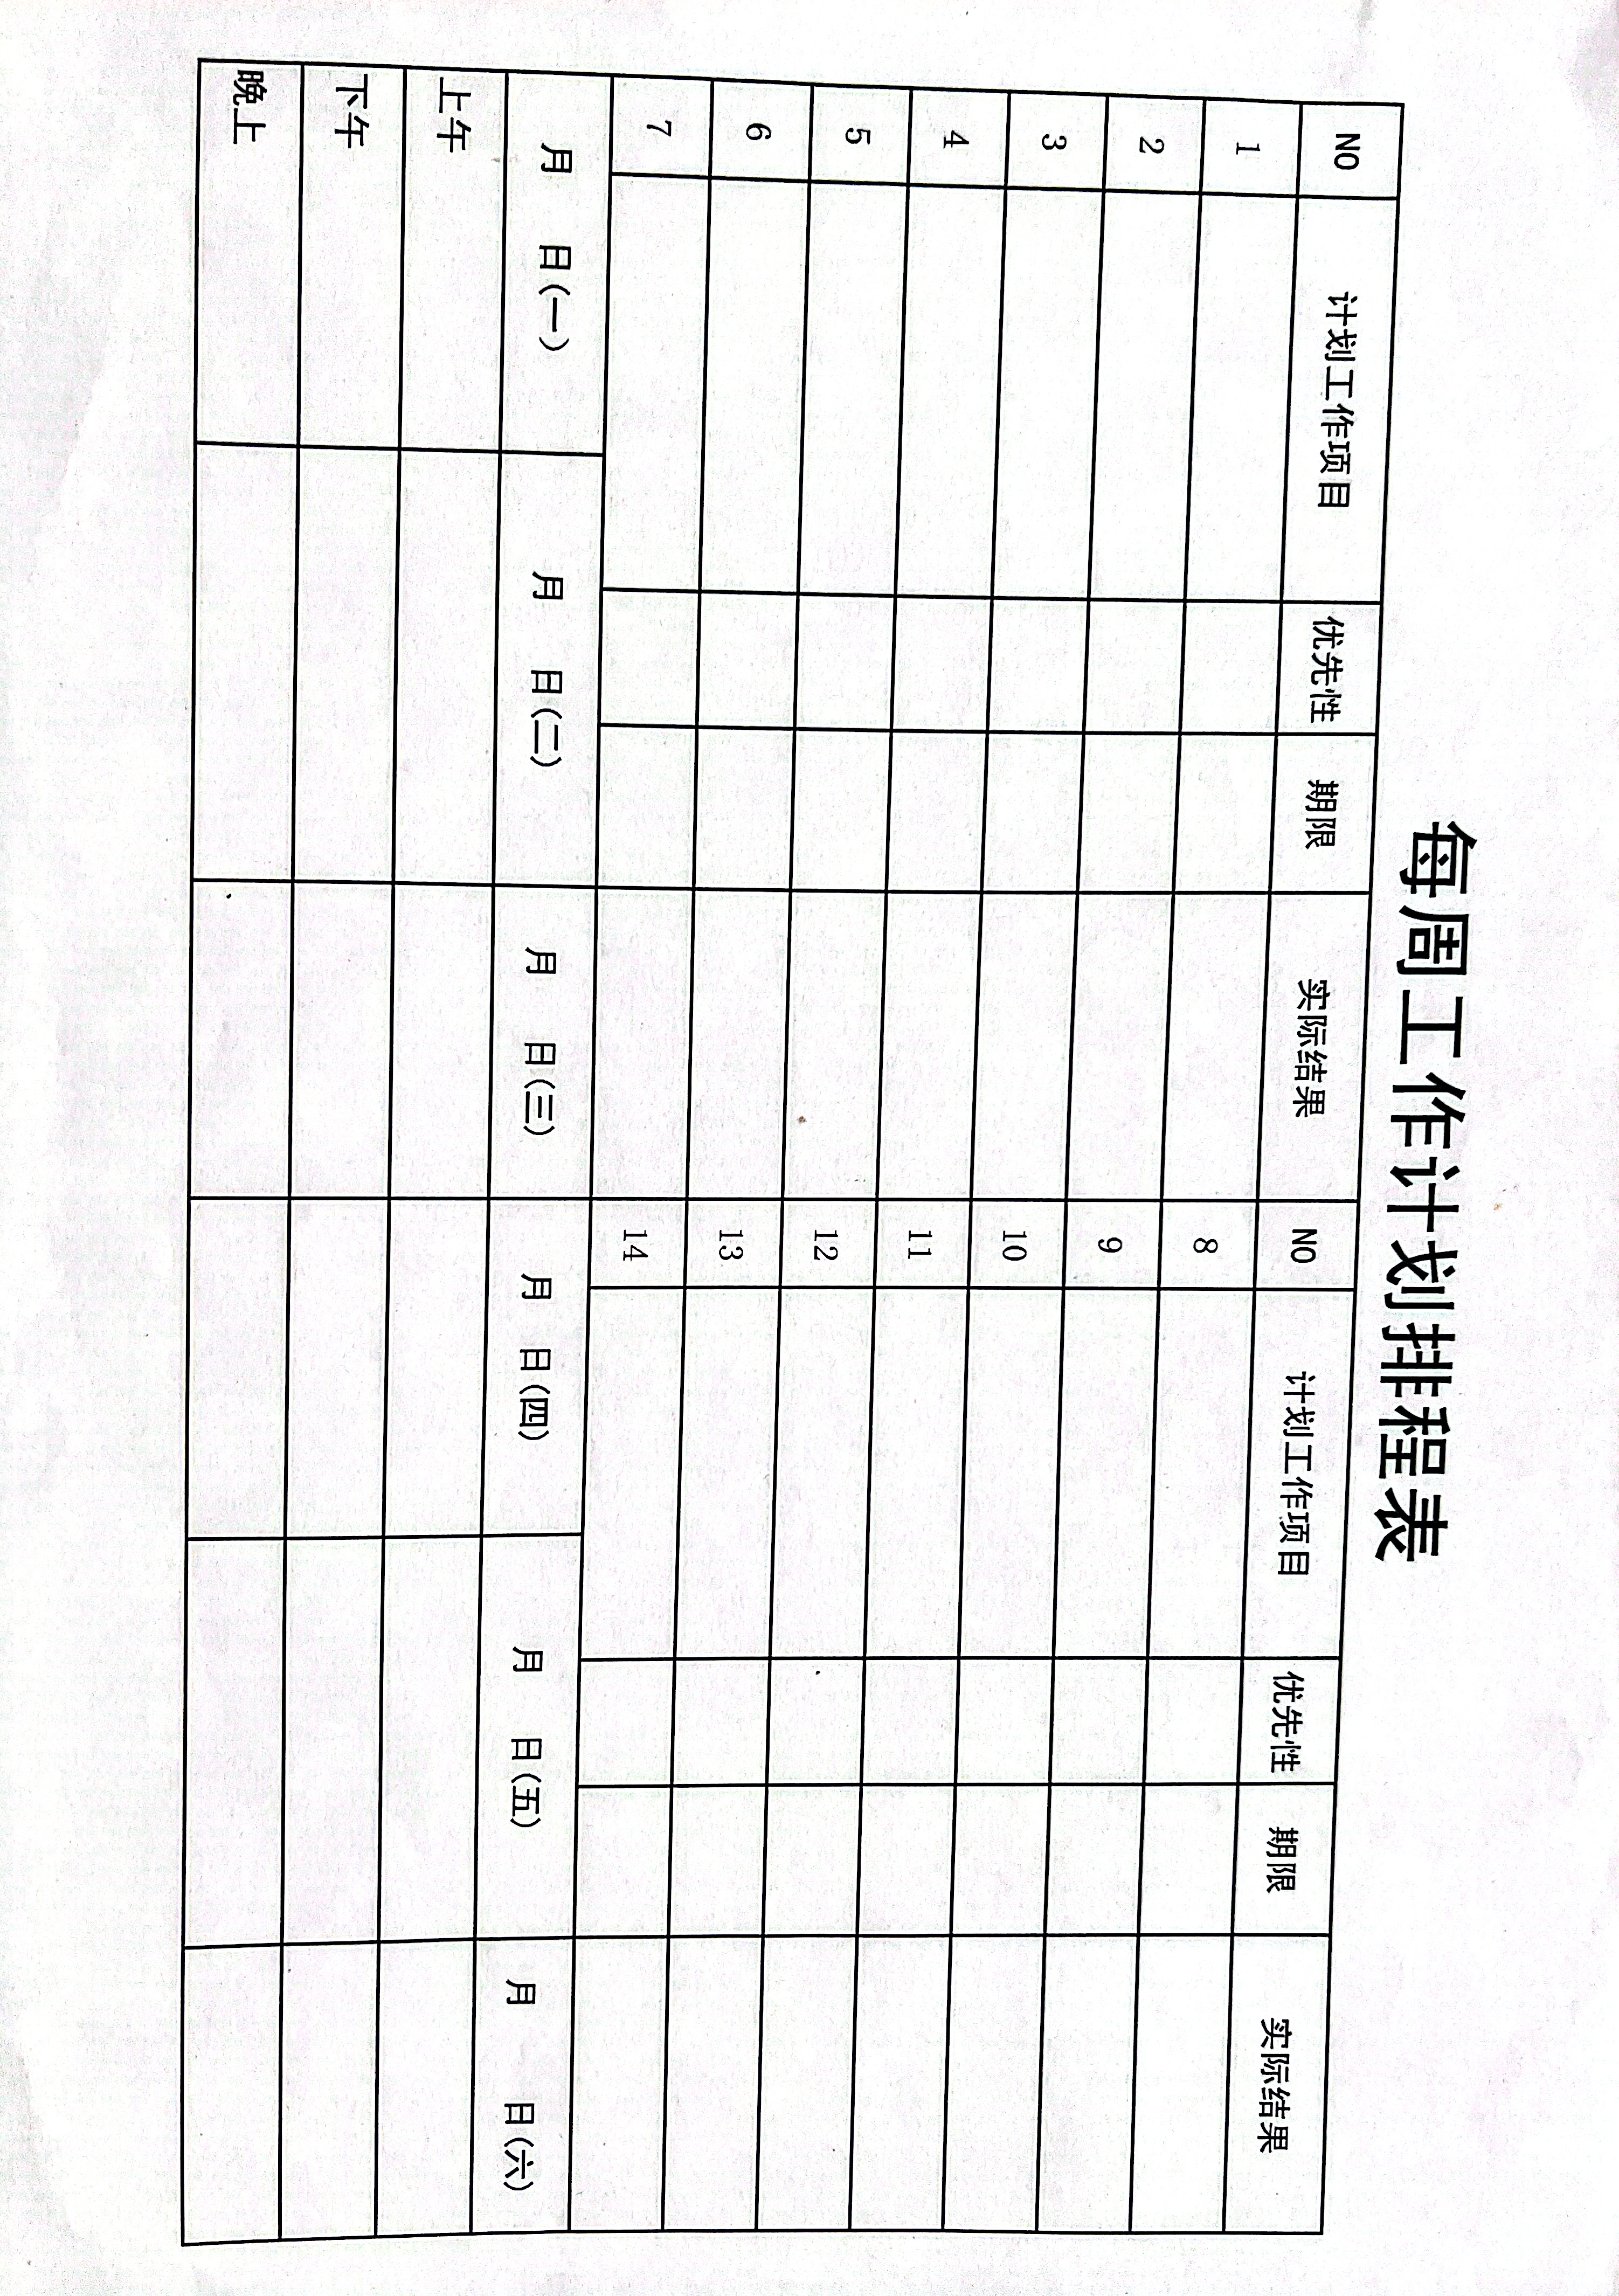 每周工作计划排程表
NO 计划工作项目 优先性 期限 实际结果 NO 计划工作项目 优先性 期限 实际结果
1 8
2 9
3 10
4 11
5 12
6 13
7 14
月 日(一) 月 日(二) 月 日(三) 月 日(四) 月 日(五) 月 日(六)
上午
下午
晚上